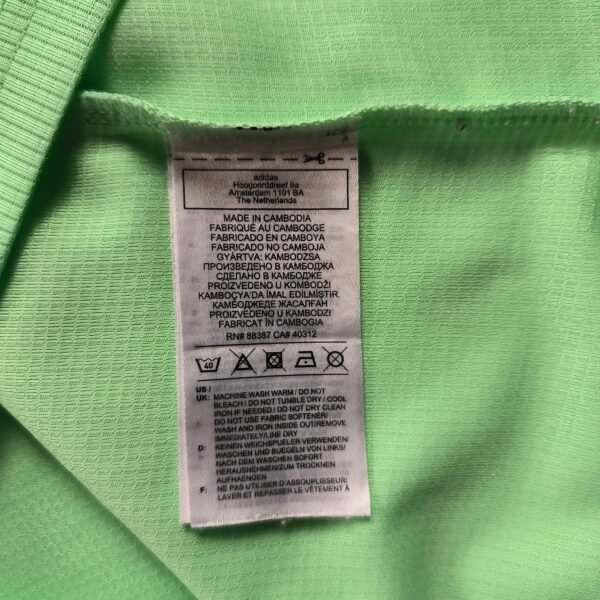 adidas
Hoogoorddreef 9a
Amsterdam 1101 BA
The Netherlands
MADE IN CAMBODIA
FABRIQUÉ AU CAMBODGE
FABRICADO EN CAMBOYA
FABRICADO NO CAMBOJA
GYÁRTVA: KAMBODZSA
ПРОИЗВЕДЕНО В КАМБОДЖА
СДЕЛАНО В КАМБОДЖЕ
PROIZVEDENO U KOMBODŽI
KAMBOÇYA'DA İMAL EDİLMİŞTİR.
КАМБОДЖЕДЕ ЖАСАЛҒАН
PROIZVEDENO U KAMBODZI
FABRICAT ÎN CAMBOGIA
RN# 88387 CA# 40312
40
US /
UK: MACHINE WASH WARM / DO NOT
BLEACH / DO NOT TUMBLE DRY / COOL
IRON IF NEEDED / DO NOT DRY CLEAN
DO NOT USE FABRIC SOFTENER/
WASH AND IRON INSIDE OUT/REMOVE
IMMEDIATELY/LINE DRY
D: KEINEN WEICHSPUELER VERWENDEN/
WASCHEN UND BUEGELN VON LINKS/
NACH DEM WASCHEN SOFORT
HERAUSNEHMEN/ZUM TROCKNEN
AUFHAENGEN
F: NE PAS UTILISER D'ASSOUPLISSEUR/
LAVER ET REPASSER LE VÊTEMENT À